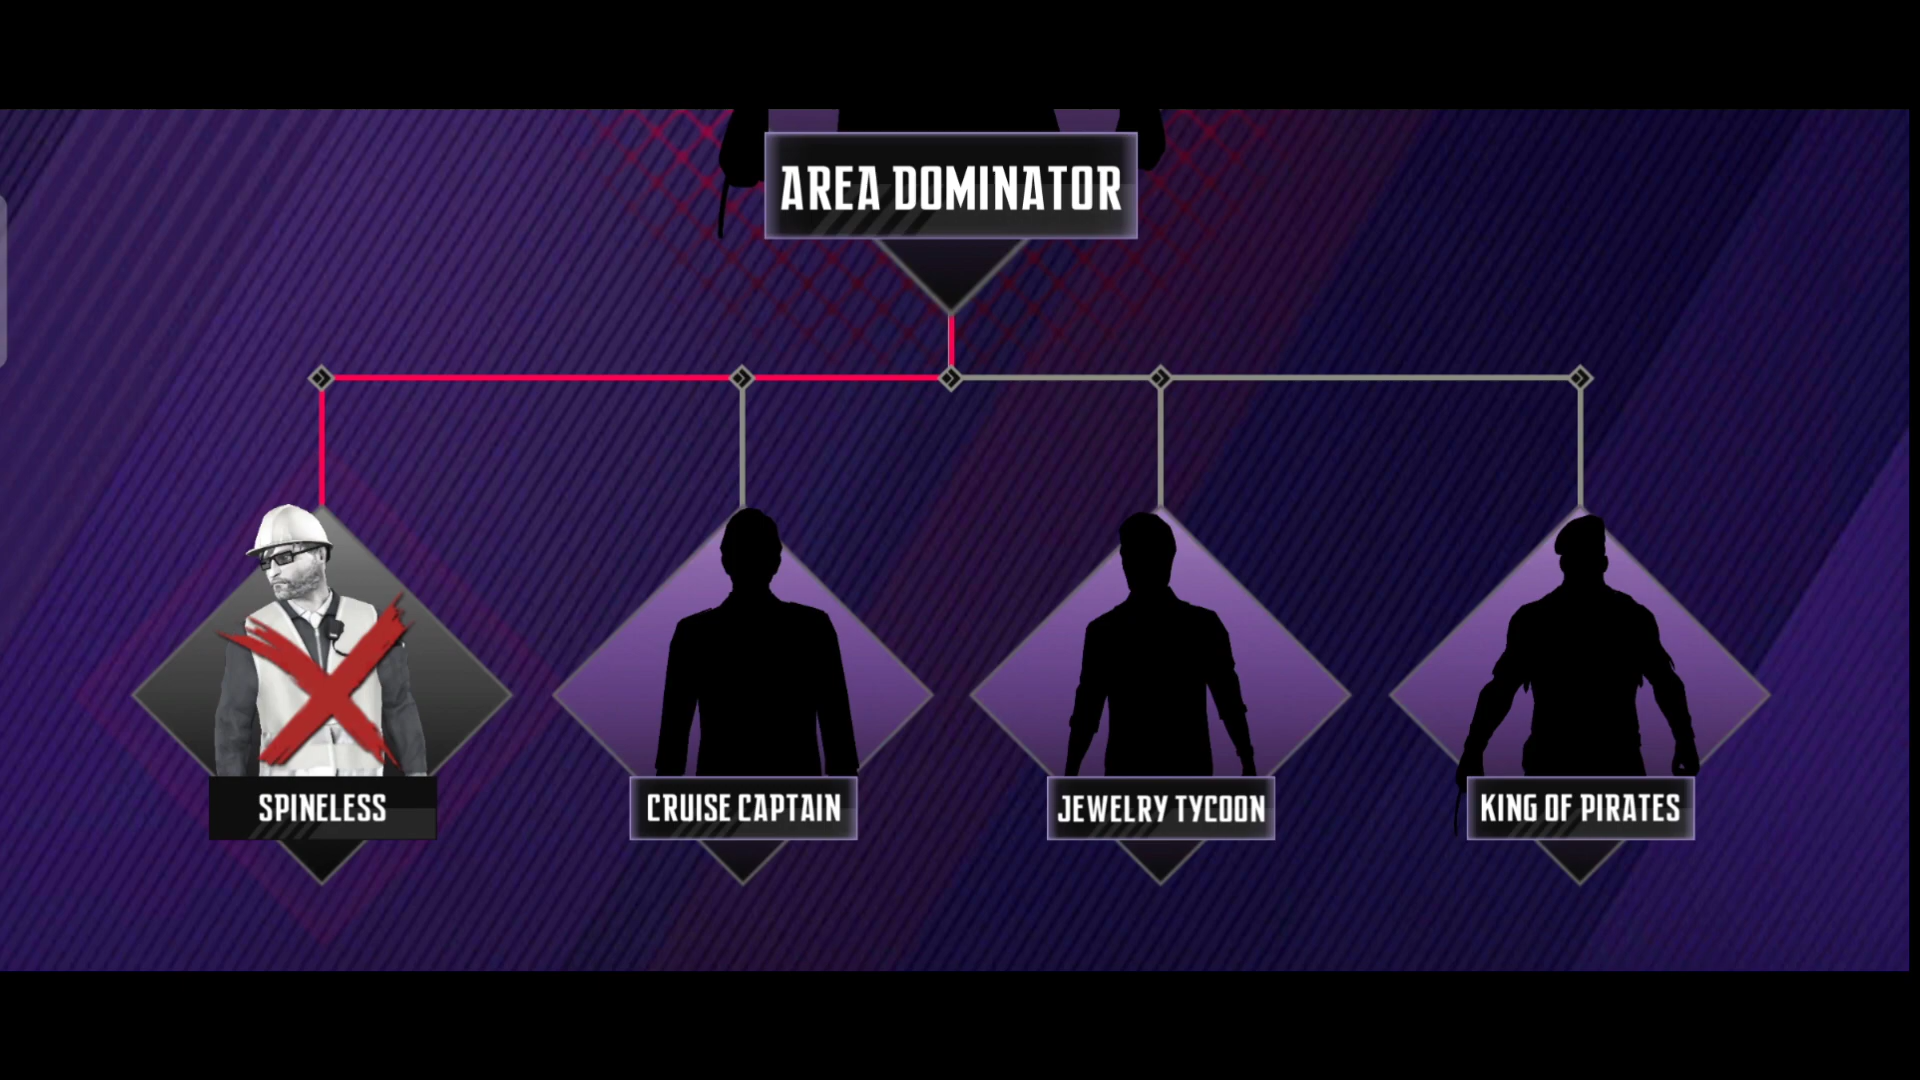 AREA DOMINATOR
SPINELESS
CRUISE CAPTAIN
JEWELRY TYCOON
KING OF PIRATES